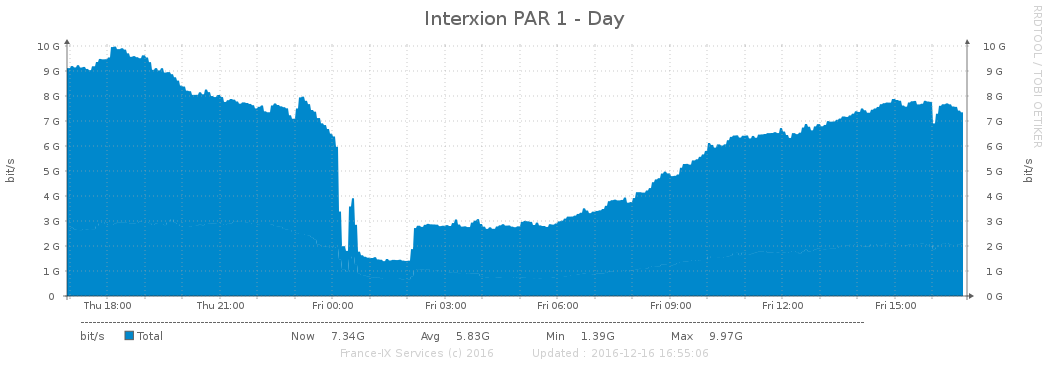 Interxion PAR 1 - Day
RRDTOOL / TOBI OETIKER
10 G 10 G
9 G 9 G
8 G 8 G
7 G 7 G
6 G 6 G
5 G 5 G
4 G 4 G
3 G 3 G
2 G 2 G
1 G 1 G
0 0 G
bit/s bit/s
Thu 18:00 Thu 21:00 Fri 00:00 Fri 03:00 Fri 06:00 Fri 09:00 Fri 12:00 Fri 15:00
bit/s Total Now 7.34G Avg 5.83G Min 1.39G Max 9.97G
France-IX Services (c) 2016 Updated : 2016-12-16 16:55:06